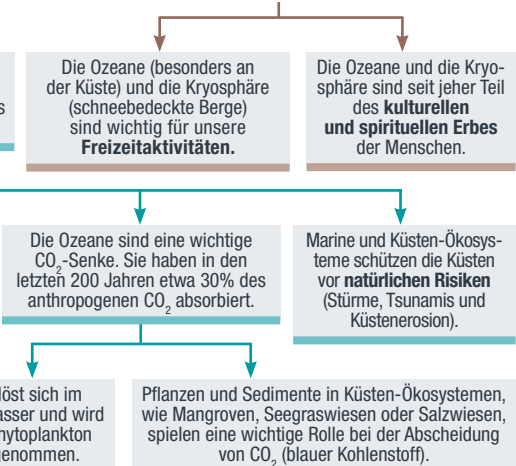 s
Die Ozeane (besonders an
der Küste) und die Kryosphäre
(schneebedeckte Berge)
sind wichtig für unsere
Freizeitaktivitäten.
Die Ozeane und die Kryo-
sphäre sind seit jeher Teil
des kulturellen
und spirituellen Erbes
der Menschen.
Die Ozeane sind eine wichtige
CO₂-Senke. Sie haben in den
letzten 200 Jahren etwa 30% des
anthropogenen CO₂ absorbiert.
Marine und Küsten-Ökosys-
teme schützen die Küsten
vor natürlichen Risiken
(Stürme, Tsunamis und
Küstenerosion).
löst sich im
asser und wird
hytoplankton
genommen.
Pflanzen und Sedimente in Küsten-Ökosystemen,
wie Mangroven, Seegraswiesen oder Salzwiesen,
spielen eine wichtige Rolle bei der Abscheidung
von CO₂ (blauer Kohlenstoff).